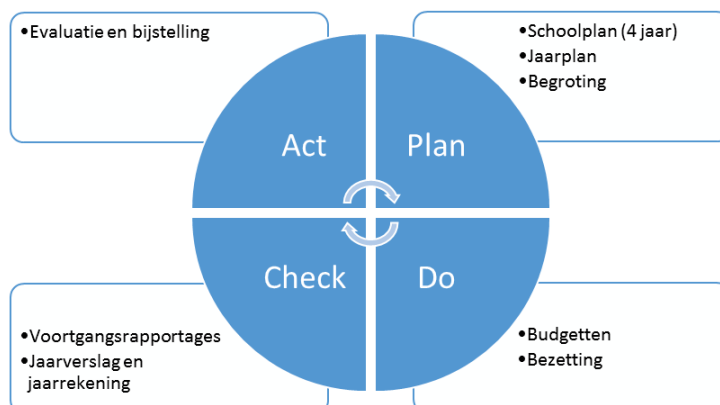 •Evaluatie en bijstelling
•Schoolplan (4 jaar)
•Jaarplan
•Begroting
Act
Plan
Check
Do
•Voortgangsrapportages
•Jaarverslag en
jaarrekening
•Budgetten
•Bezetting